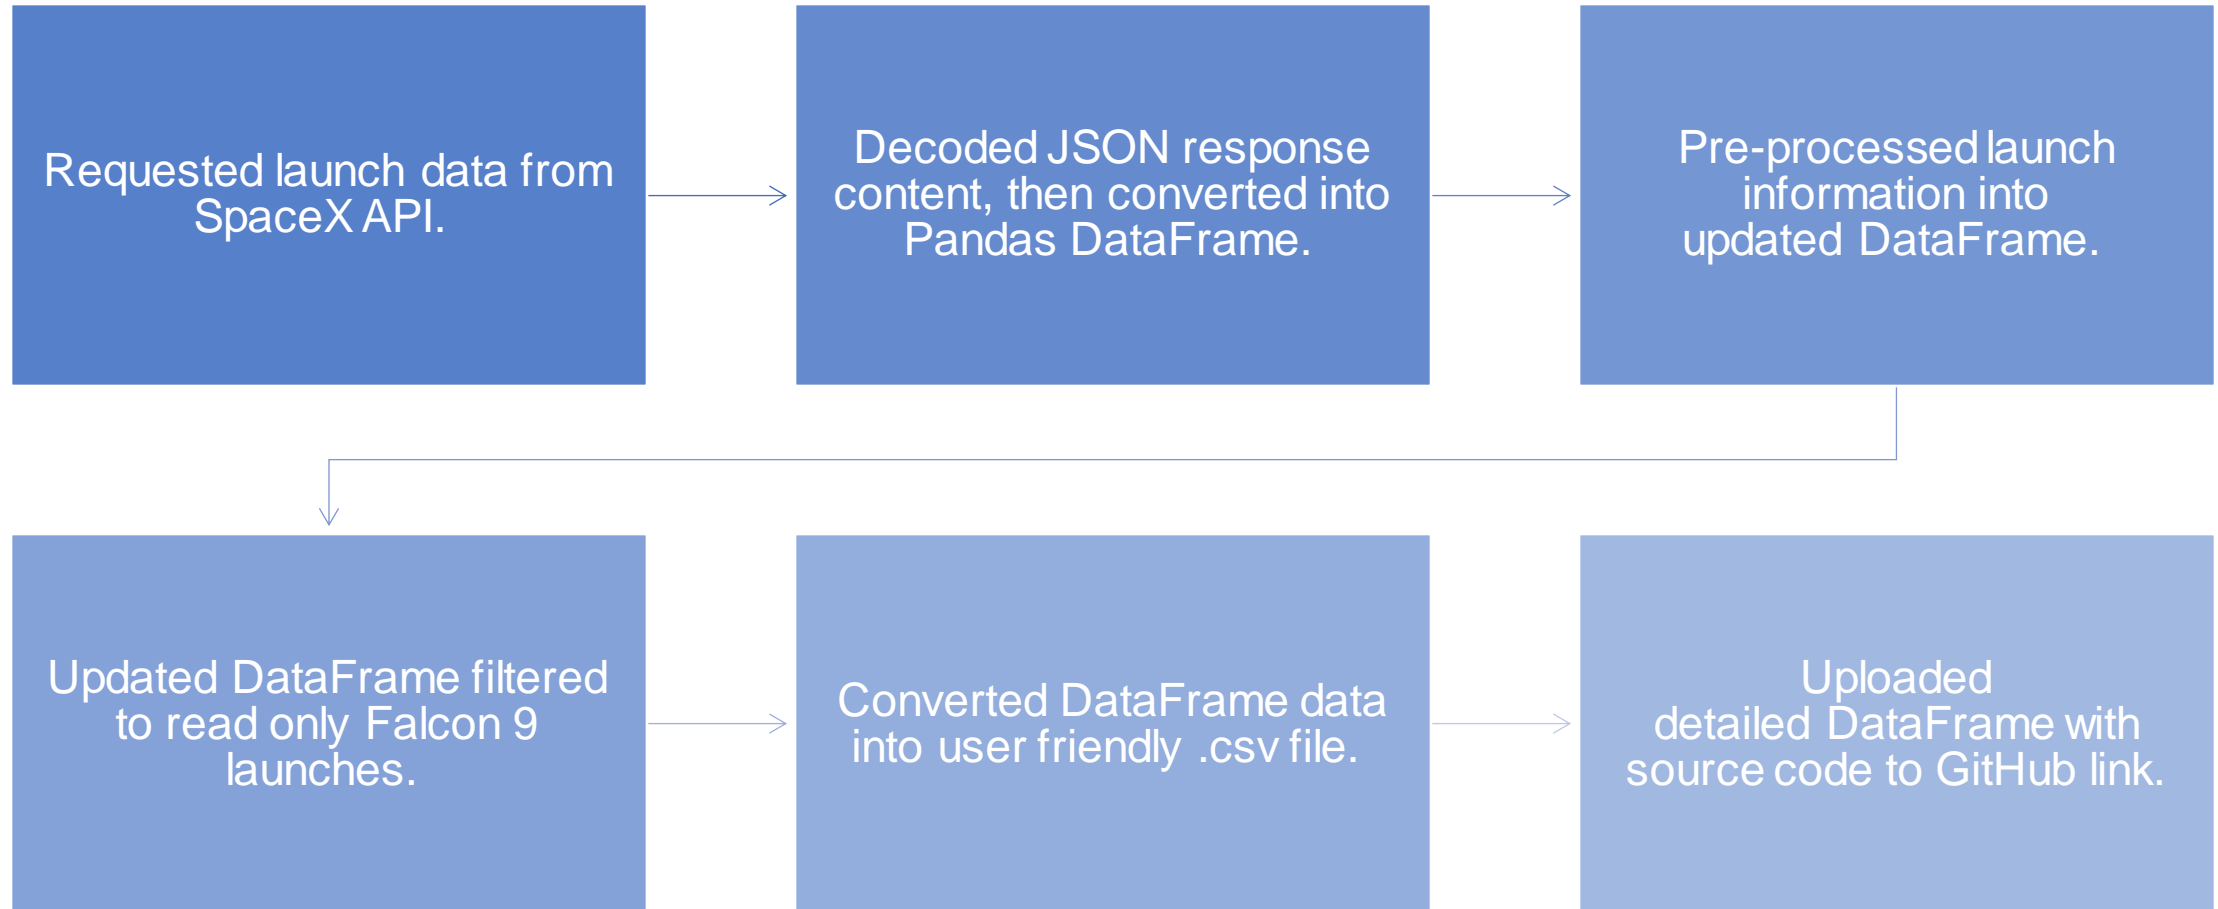 Requested launch data from
SpaceX API.
Decoded JSON response
content, then converted into
Pandas DataFrame.
Pre-processed launch
information into
updated DataFrame.
Updated DataFrame filtered
to read only Falcon 9
launches.
Converted DataFrame data
into user friendly .csv file.
Uploaded
detailed DataFrame with
source code to GitHub link.